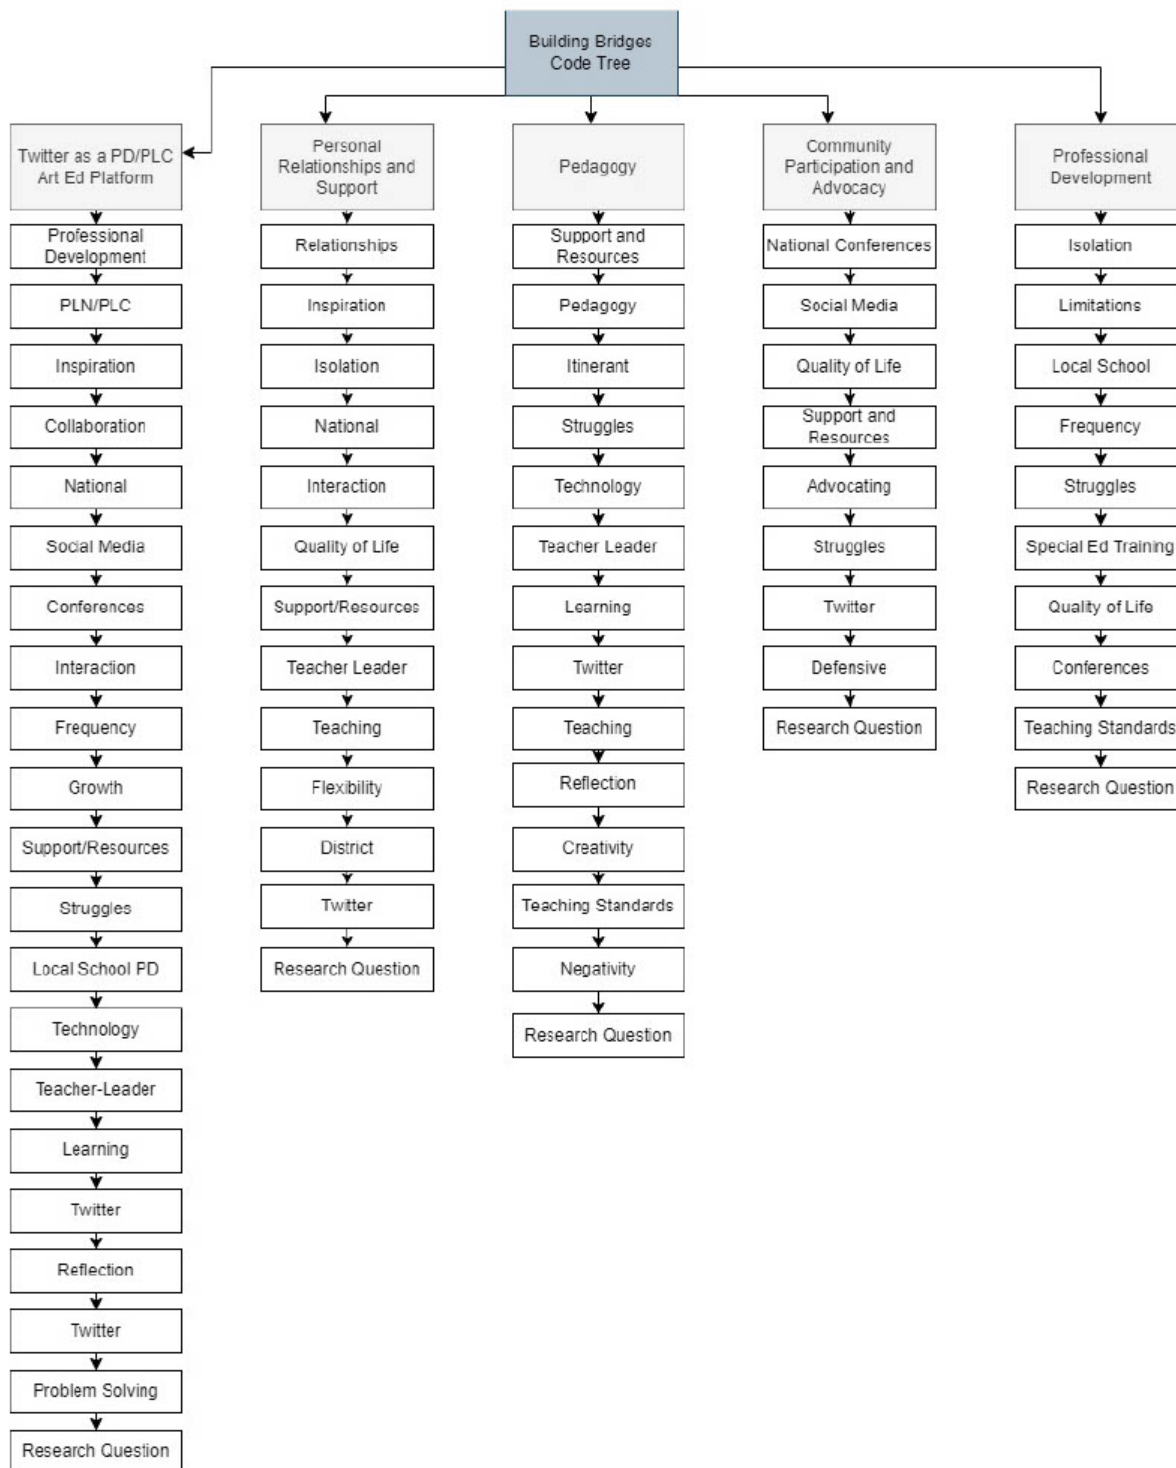 Building Bridges
Code Tree
Twitter as a PD/PLC
Art Ed Platform
Professional
Development
PLN/PLC
Inspiration
Collaboration
National
Social Media
Conferences
Interaction
Frequency
Growth
Support/Resources
Struggles
Local School PD
Technology
Teacher-Leader
Learning
Twitter
Reflection
Twitter
Problem Solving
Research Question
Personal
Relationships and
Support
Relationships
Inspiration
Isolation
National
Interaction
Quality of Life
Support/Resources
Teacher Leader
Teaching
Flexibility
District
Twitter
Research Question
Pedagogy
Support and
Resources
Pedagogy
Itinerant
Struggles
Technology
Teacher Leader
Learning
Twitter
Teaching
Reflection
Creativity
Teaching Standards
Negativity
Research Question
Community
Participation and
Advocacy
National Conferences
Social Media
Quality of Life
Support and
Resources
Advocating
Struggles
Twitter
Defensive
Research Question
Professional
Development
Isolation
Limitations
Local School
Frequency
Struggles
Special Ed Training
Quality of Life
Conferences
Teaching Standards
Research Question